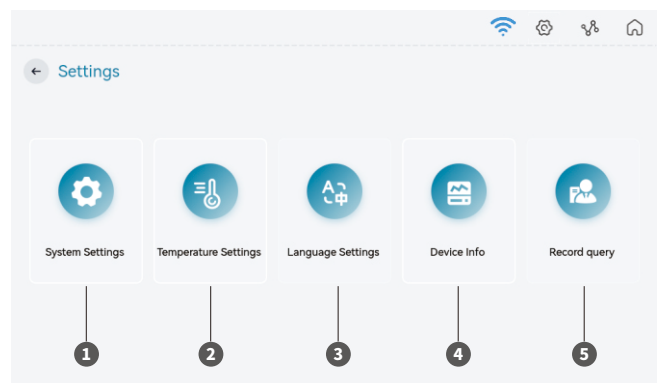 Settings
System Settings
Temperature Settings
Language Settings
Device Info
Record query
1
2
3
4
5